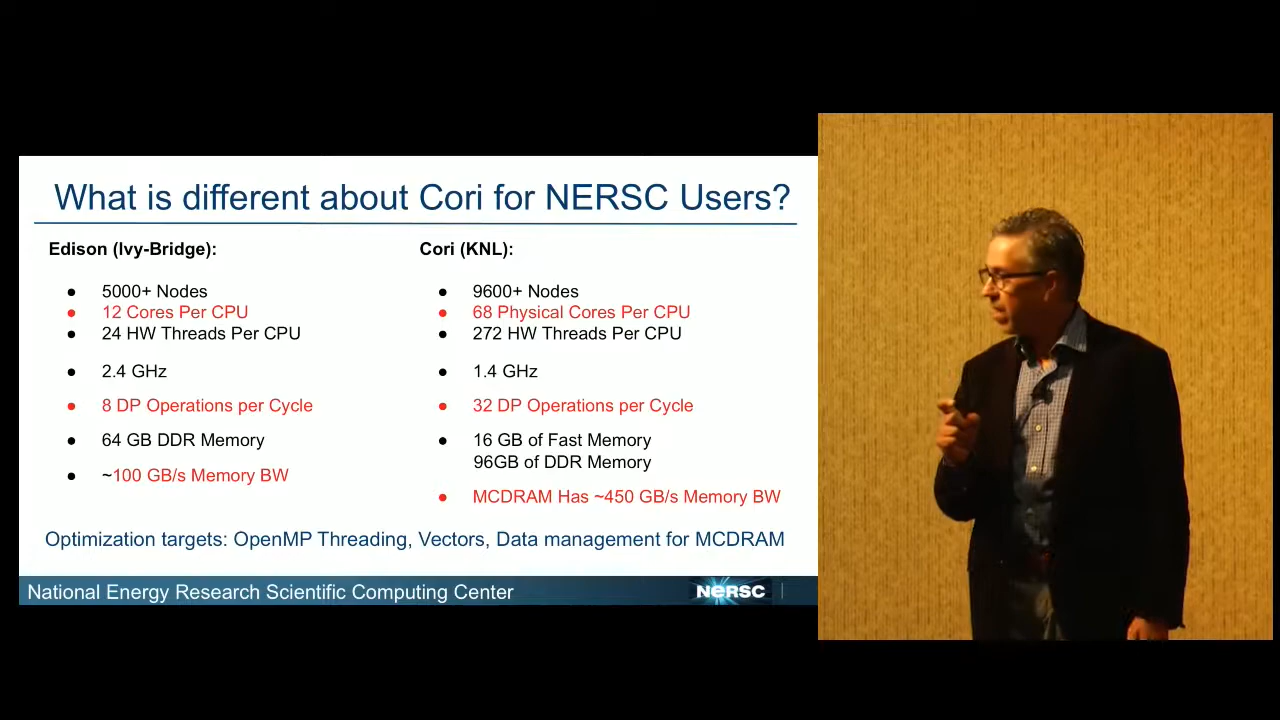 What is different about Cori for NERSC Users?
Edison (Ivy-Bridge):
● 5000+ Nodes
● 12 Cores Per CPU
● 24 HW Threads Per CPU
● 2.4 GHz
● 8 DP Operations per Cycle
● 64 GB DDR Memory
● ~100 GB/s Memory BW
Cori (KNL):
● 9600+ Nodes
● 68 Physical Cores Per CPU
● 272 HW Threads Per CPU
● 1.4 GHz
● 32 DP Operations per Cycle
● 16 GB of Fast Memory
96GB of DDR Memory
● MCDRAM Has ~450 GB/s Memory BW
Optimization targets: OpenMP Threading, Vectors, Data management for MCDRAM
National Energy Research Scientific Computing Center
NERSC